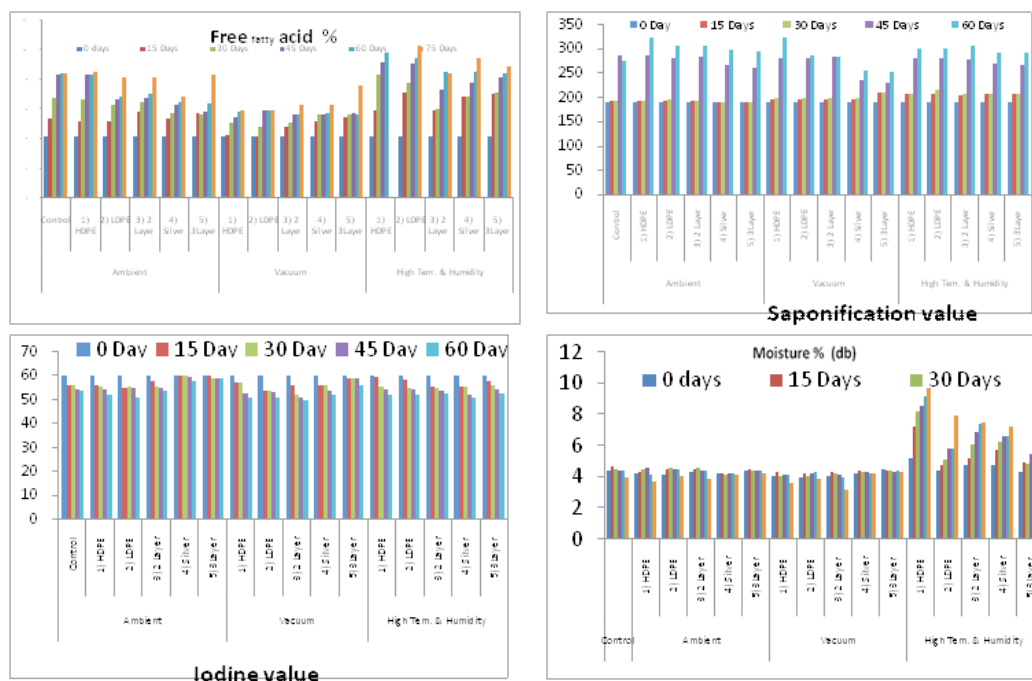 Free fatty acid %
0 days 15 Days 30 Days 45 Days 60 Days 75 Days
Control 1) HDPE 2) LDPE 3) 2 Layer 4) Silver 5) 3Layer 1) HDPE 2) LDPE 3) 2 Layer 4) Silver 5) 3Layer 1) HDPE 2) LDPE 3) 2 Layer 4) Silver 5) 3Layer
Ambient Vacuum High Tem. & Humidity
350
300
250
200
150
100
50
0
0 Day 15 Days 30 Days 45 Days 60 Days
Control 1) HDPE 2) LDPE 3) 2 Layer 4) Silver 5) 3Layer 1) HDPE 2) LDPE 3) 2 Layer 4) Silver 5) 3Layer 1) HDPE 2) LDPE 3) 2 Layer 4) Silver 5) 3Layer
Ambient Vacuum High Tem. & Humidity
Saponification value
70
60
50
40
30
20
10
0
0 Day 15 Day 30 Day 45 Day 60 Day
Control 1) HDPE 2) LDPE 3) 2 Layer 4) Silver 5) 3Layer 1) HDPE 2) LDPE 3) 2 Layer 4) Silver 5) 3Layer 1) HDPE 2) LDPE 3) 2 Layer 4) Silver 5) 3Layer
Ambient Vacuum High Tem. & Humidity
Iodine value
12
10
8
6
4
2
0
Moisture % (db)
0 days 15 Days 30 Days
1) HDPE 2) LDPE 3) 2 Layer 4) Silver 5) 3Layer 1) HDPE 2) LDPE 3) 2 Layer 4) Silver 5) 3Layer 1) HDPE 2) LDPE 3) 2 Layer 4) Silver 5) 3Layer
Control Ambient Vacuum High Tem. & Humidity